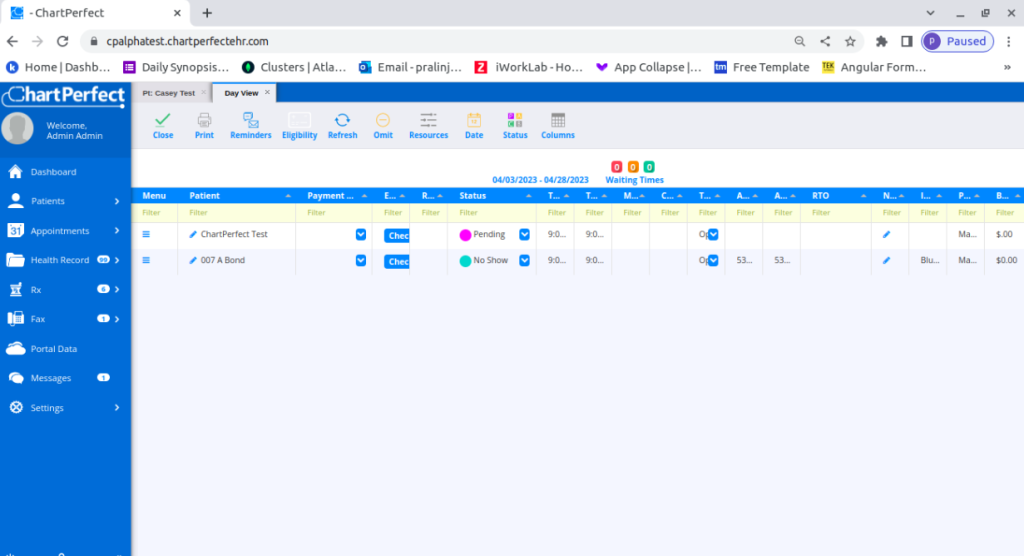 - ChartPerfect
cpalphatest.chartperfectehr.com
Paused
Home | Dashb...
Daily Synopsis...
Clusters | Atla...
Email - pralinj...
iWorkLab - Ho...
App Collapse |...
Free Template
Angular Form...
ChartPerfect
Pt: Casey Test
Day View
Welcome,
Admin Admin
Close
Print
Reminders
Eligibility
Refresh
Omit
Resources
Date
Status
Columns
0 0 0
04/03/2023 - 04/28/2023 Waiting Times
Dashboard
Patients
Appointments
Health Record 99
Rx 6
Fax 1
Portal Data
Messages 1
Settings
Menu Patient Payment ... E... R... Status T... T... M... C... T... A... A... RTO N... I... P... B...
Filter Filter Filter Filter Filter Filter Filter Filter Filter Filter Filter Filter Filter Filter Filter Filter Filter Filter
ChartPerfect Test Chec Pending 9:0... 9:0... Op Ma... $.00
007 A Bond Chec No Show 9:0... 9:0... Op 53... 53... Blu... Ma... $0.00